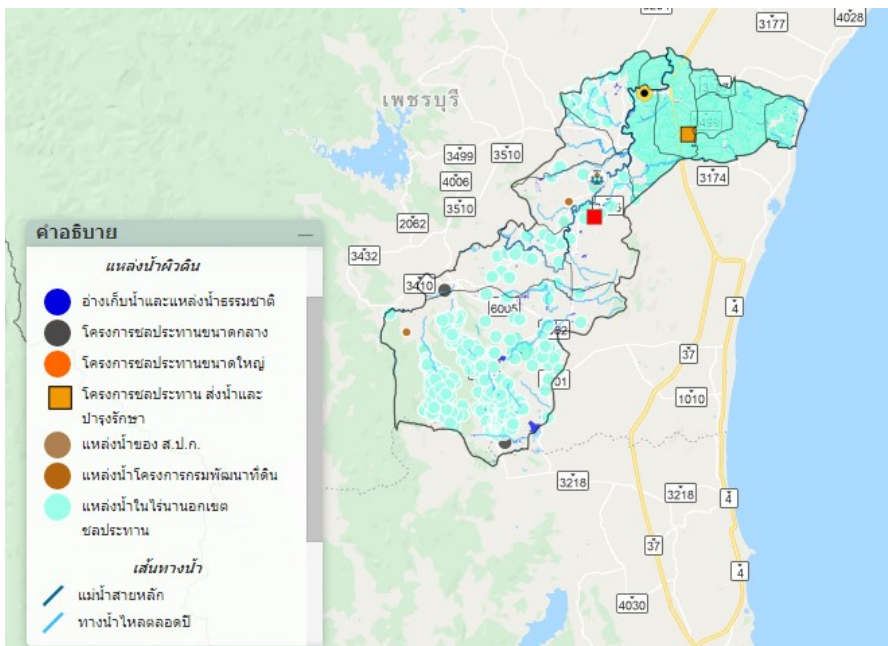 3177
4028
เพชรบุรี
3499
3510
4006
3510
3174
2062
3432
3410
6005
4
37
1010
3218
3218
4
37
4
4030
คำอธิบาย
แหล่งน้ำผิวดิน
อ่างเก็บน้ำและแหล่งน้ำธรรมชาติ
โครงการชลประทานขนาดกลาง
โครงการชลประทานขนาดใหญ่
โครงการชลประทาน ส่งน้ำและ
บำรุงรักษา
แหล่งน้ำของ ส.ป.ก.
แหล่งน้ำโครงการกรมพัฒนาที่ดิน
แหล่งน้ำในไร่นานอกเขต
ชลประทาน
เส้นทางน้ำ
แม่น้ำสายหลัก
ทางน้ำไหลตลอดปี